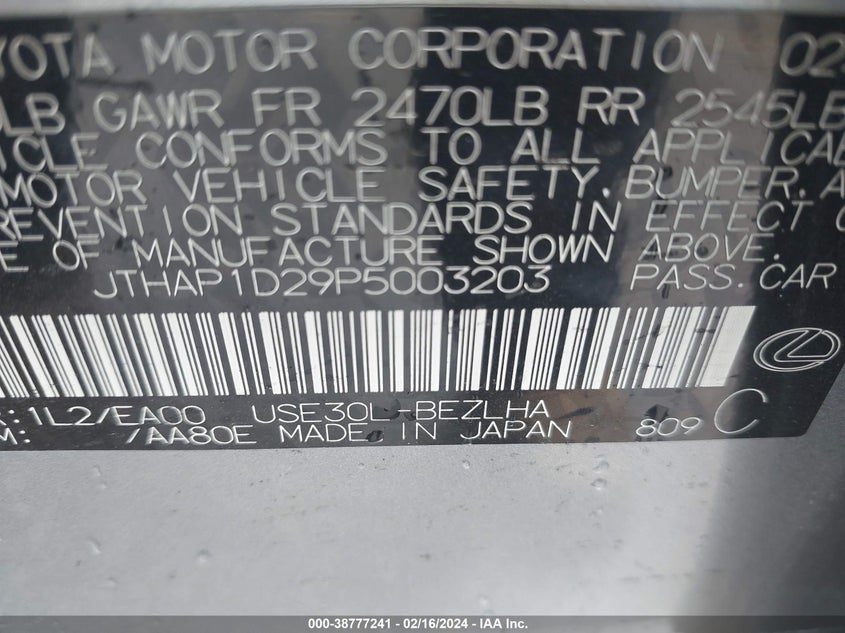 YOTA MOTOR CORPORATION 02
LB GAWR FR 2470LB RR 2545LB
ICLE CONFORMS TO ALL APPLICAB
MOTOR VEHICLE SAFETY, BUMPER, A
REVENTION STANDARDS IN EFFECT O
E OF MANUFACTURE SHOWN ABOVE.
JTHAP1D29P5003203 PASS.CAR
:1L2/EA00 USE30L-BEZLHA C
M: /AA80E MADE IN JAPAN 809
000-38777241 - 02/16/2024 - IAA Inc.